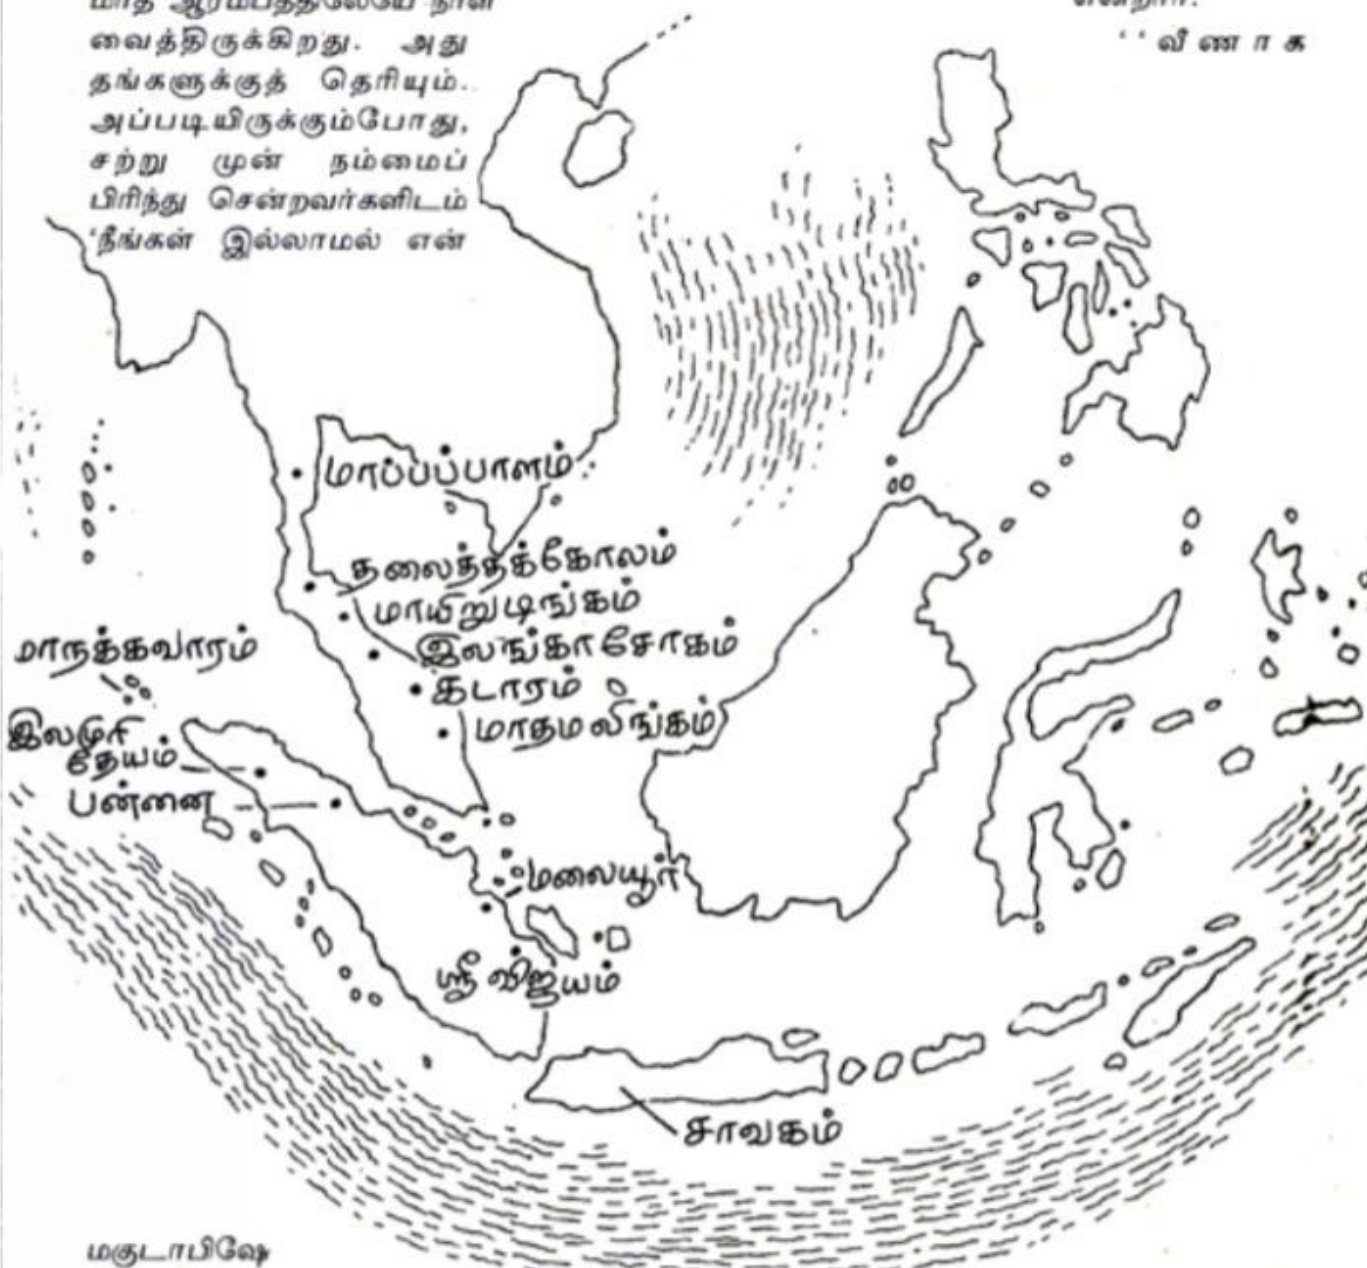 வைத்திருக்கிறது. அது
தங்களுக்குத் தெரியும்.
அப்படியிருக்கும்போது,
சற்று முன் நம்மைப்
பிரிந்து சென்றவர்களிடம்
‘நீங்கள் இல்லாமல் என்
என்றார்.
‘‘வீணாக
மாப்பப்பாளம்
தலைத்தக்கோலம்
மாயிறுடிங்கம்
இலங்காசோகம்
கடாரம்
மாதமலிங்கம்
மாநக்கவாரம்
இலமுரி
தேயம்
பன்னை
மலையூர்
ஸ்ரீ விஜயம்
சாவகம்
மகுடாபிஷே